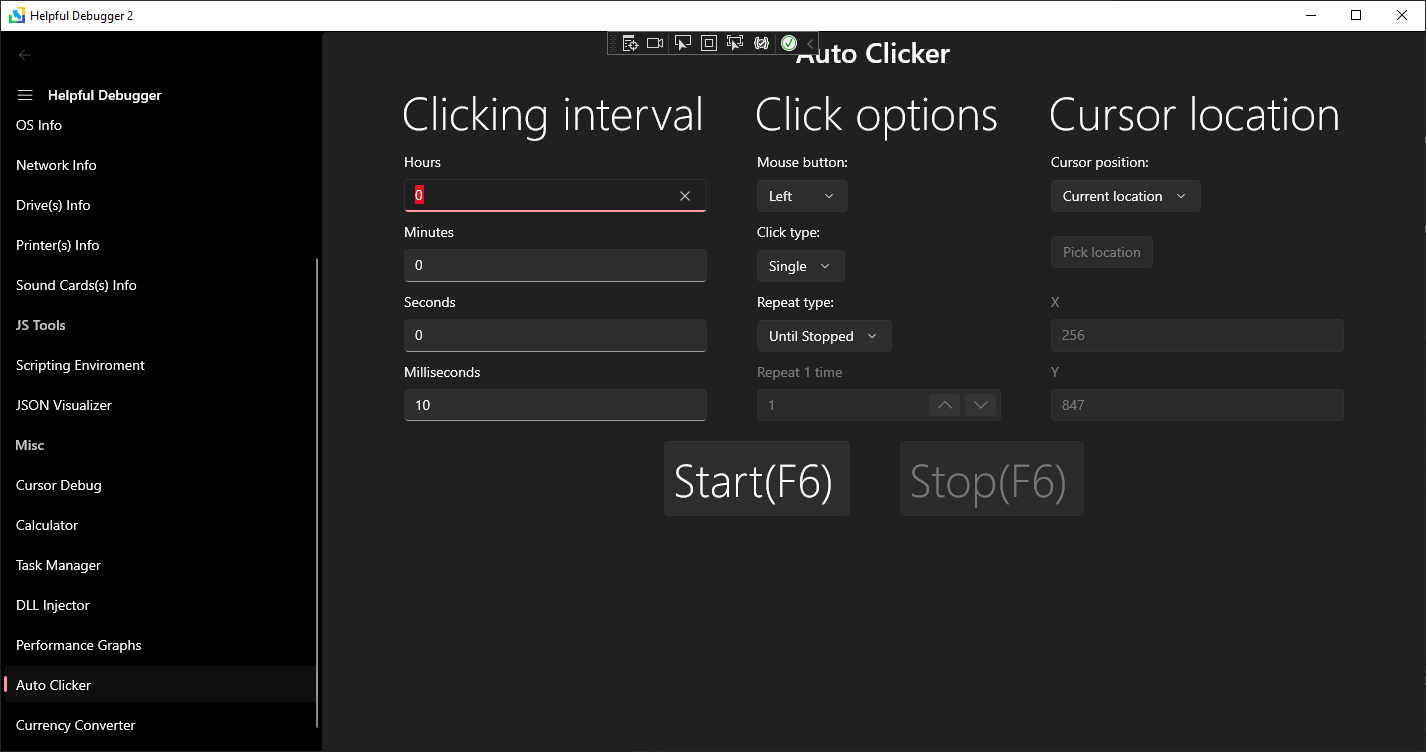 Helpful Debugger 2
Helpful Debugger
OS Info
Network Info
Drive(s) Info
Printer(s) Info
Sound Cards(s) Info
JS Tools
Scripting Enviroment
JSON Visualizer
Misc
Cursor Debug
Calculator
Task Manager
DLL Injector
Performance Graphs
Auto Clicker
Currency Converter
Auto Clicker
Clicking interval
Hours
0
Minutes
0
Seconds
0
Milliseconds
10
Click options
Mouse button:
Left
Click type:
Single
Repeat type:
Until Stopped
Repeat 1 time
1
Cursor location
Cursor position:
Current location
Pick location
X
256
Y
847
Start(F6)
Stop(F6)